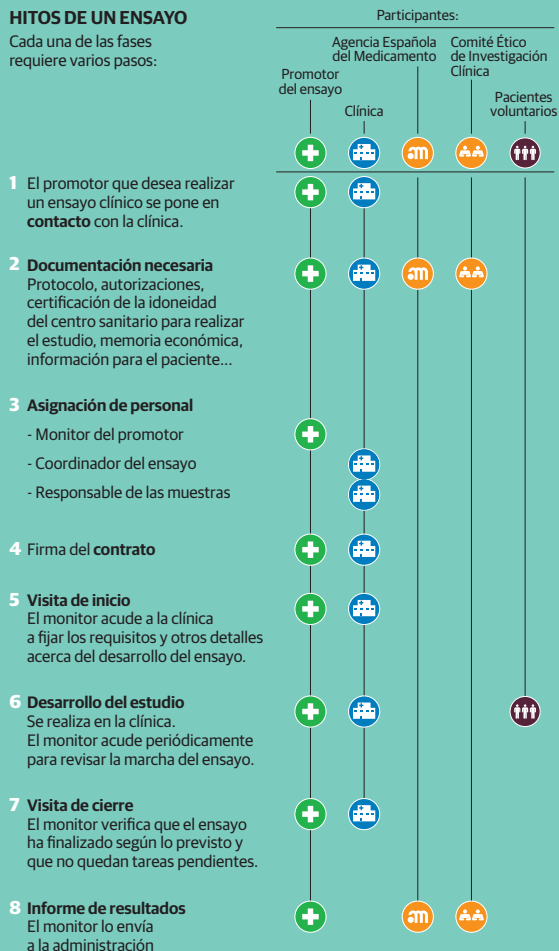 HITOS DE UN ENSAYO
Cada una de las fases
requiere varios pasos:
Participantes:
Promotor
del ensayo
Clínica
Agencia Española
del Medicamento
Comité Ético
de Investigación
Clínica
Pacientes
voluntarios
am
1 El promotor que desea realizar
un ensayo clínico se pone en
contacto con la clínica.
2 Documentación necesaria
am
Protocolo, autorizaciones,
certificación de la idoneidad
del centro sanitario para realizar
el estudio, memoria económica,
información para el paciente...
3 Asignación de personal
- Monitor del promotor
- Coordinador del ensayo
- Responsable de las muestras
4 Firma del contrato
5 Visita de inicio
El monitor acude a la clínica
a fijar los requisitos y otros detalles
acerca del desarrollo del ensayo.
6 Desarrollo del estudio
Se realiza en la clínica.
El monitor acude periódicamente
para revisar la marcha del ensayo.
7 Visita de cierre
El monitor verifica que el ensayo
ha finalizado según lo previsto y
que no quedan tareas pendientes.
8 Informe de resultados
am
El monitor lo envía
a la administración